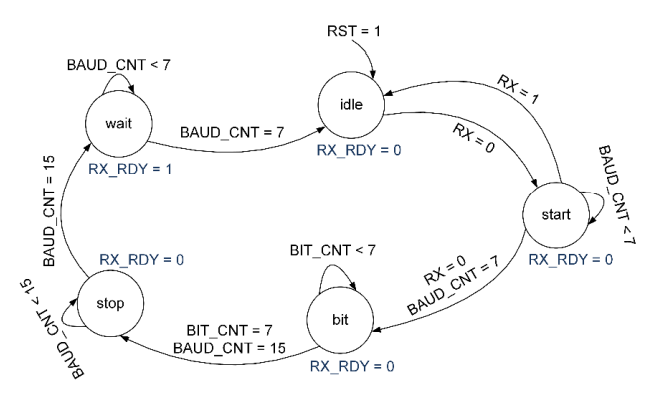 RST = 1
BAUD_CNT < 7
idle
RX = 1
wait
BAUD_CNT = 7
RX = 0
RX_RDY = 0
RX_RDY = 1
BAUD_CNT < 7
BAUD_CNT = 15
start
RX_RDY = 0
BIT_CNT < 7
RX_RDY = 0
RX = 0
BAUD_CNT = 7
stop
bit
BAUD_CNT < 15
BIT_CNT = 7
BAUD_CNT = 15
RX_RDY = 0